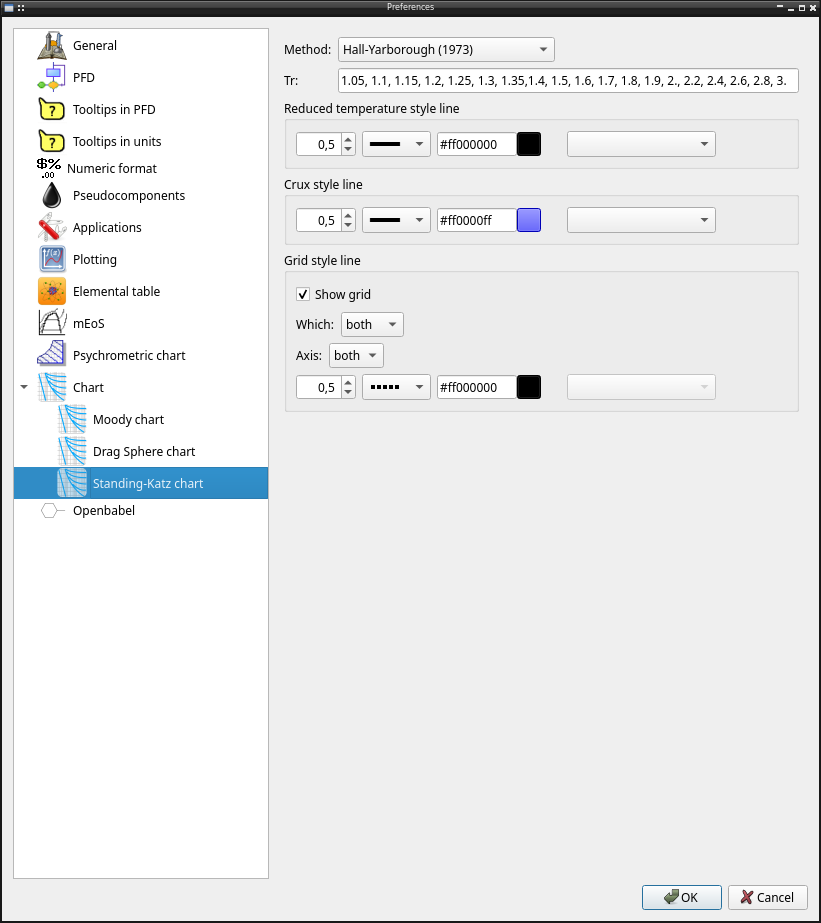 Preferences
General
PFD
Tooltips in PFD
Tooltips in units
$%
.00
Numeric format
Pseudocomponents
Applications
Plotting
Elemental table
mEoS
Psychrometric chart
Chart
Moody chart
Drag Sphere chart
Standing-Katz chart
Openbabel
Method: Hall-Yarborough (1973)
Tr: 1.05, 1.1, 1.15, 1.2, 1.25, 1.3, 1.35,1.4, 1.5, 1.6, 1.7, 1.8, 1.9, 2., 2.2, 2.4, 2.6, 2.8, 3.
Reduced temperature style line
0,5 #ff000000
Crux style line
0,5 #ff0000ff
Grid style line
Show grid
Which: both
Axis: both
0,5 #ff000000
OK Cancel